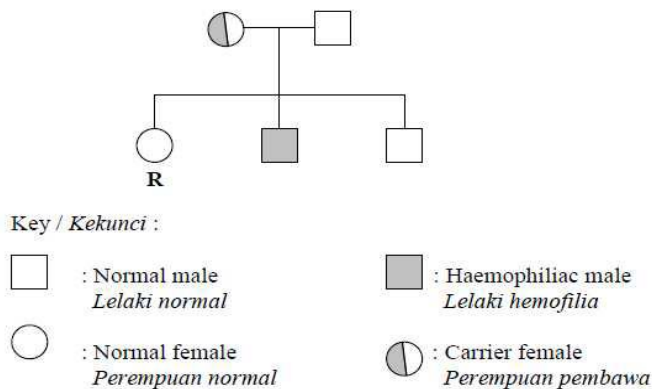 R
Key / Kekunci :
: Normal male
Lelaki normal
: Haemophiliac male
Lelaki hemofilia
: Normal female
Perempuan normal
: Carrier female
Perempuan pembawa